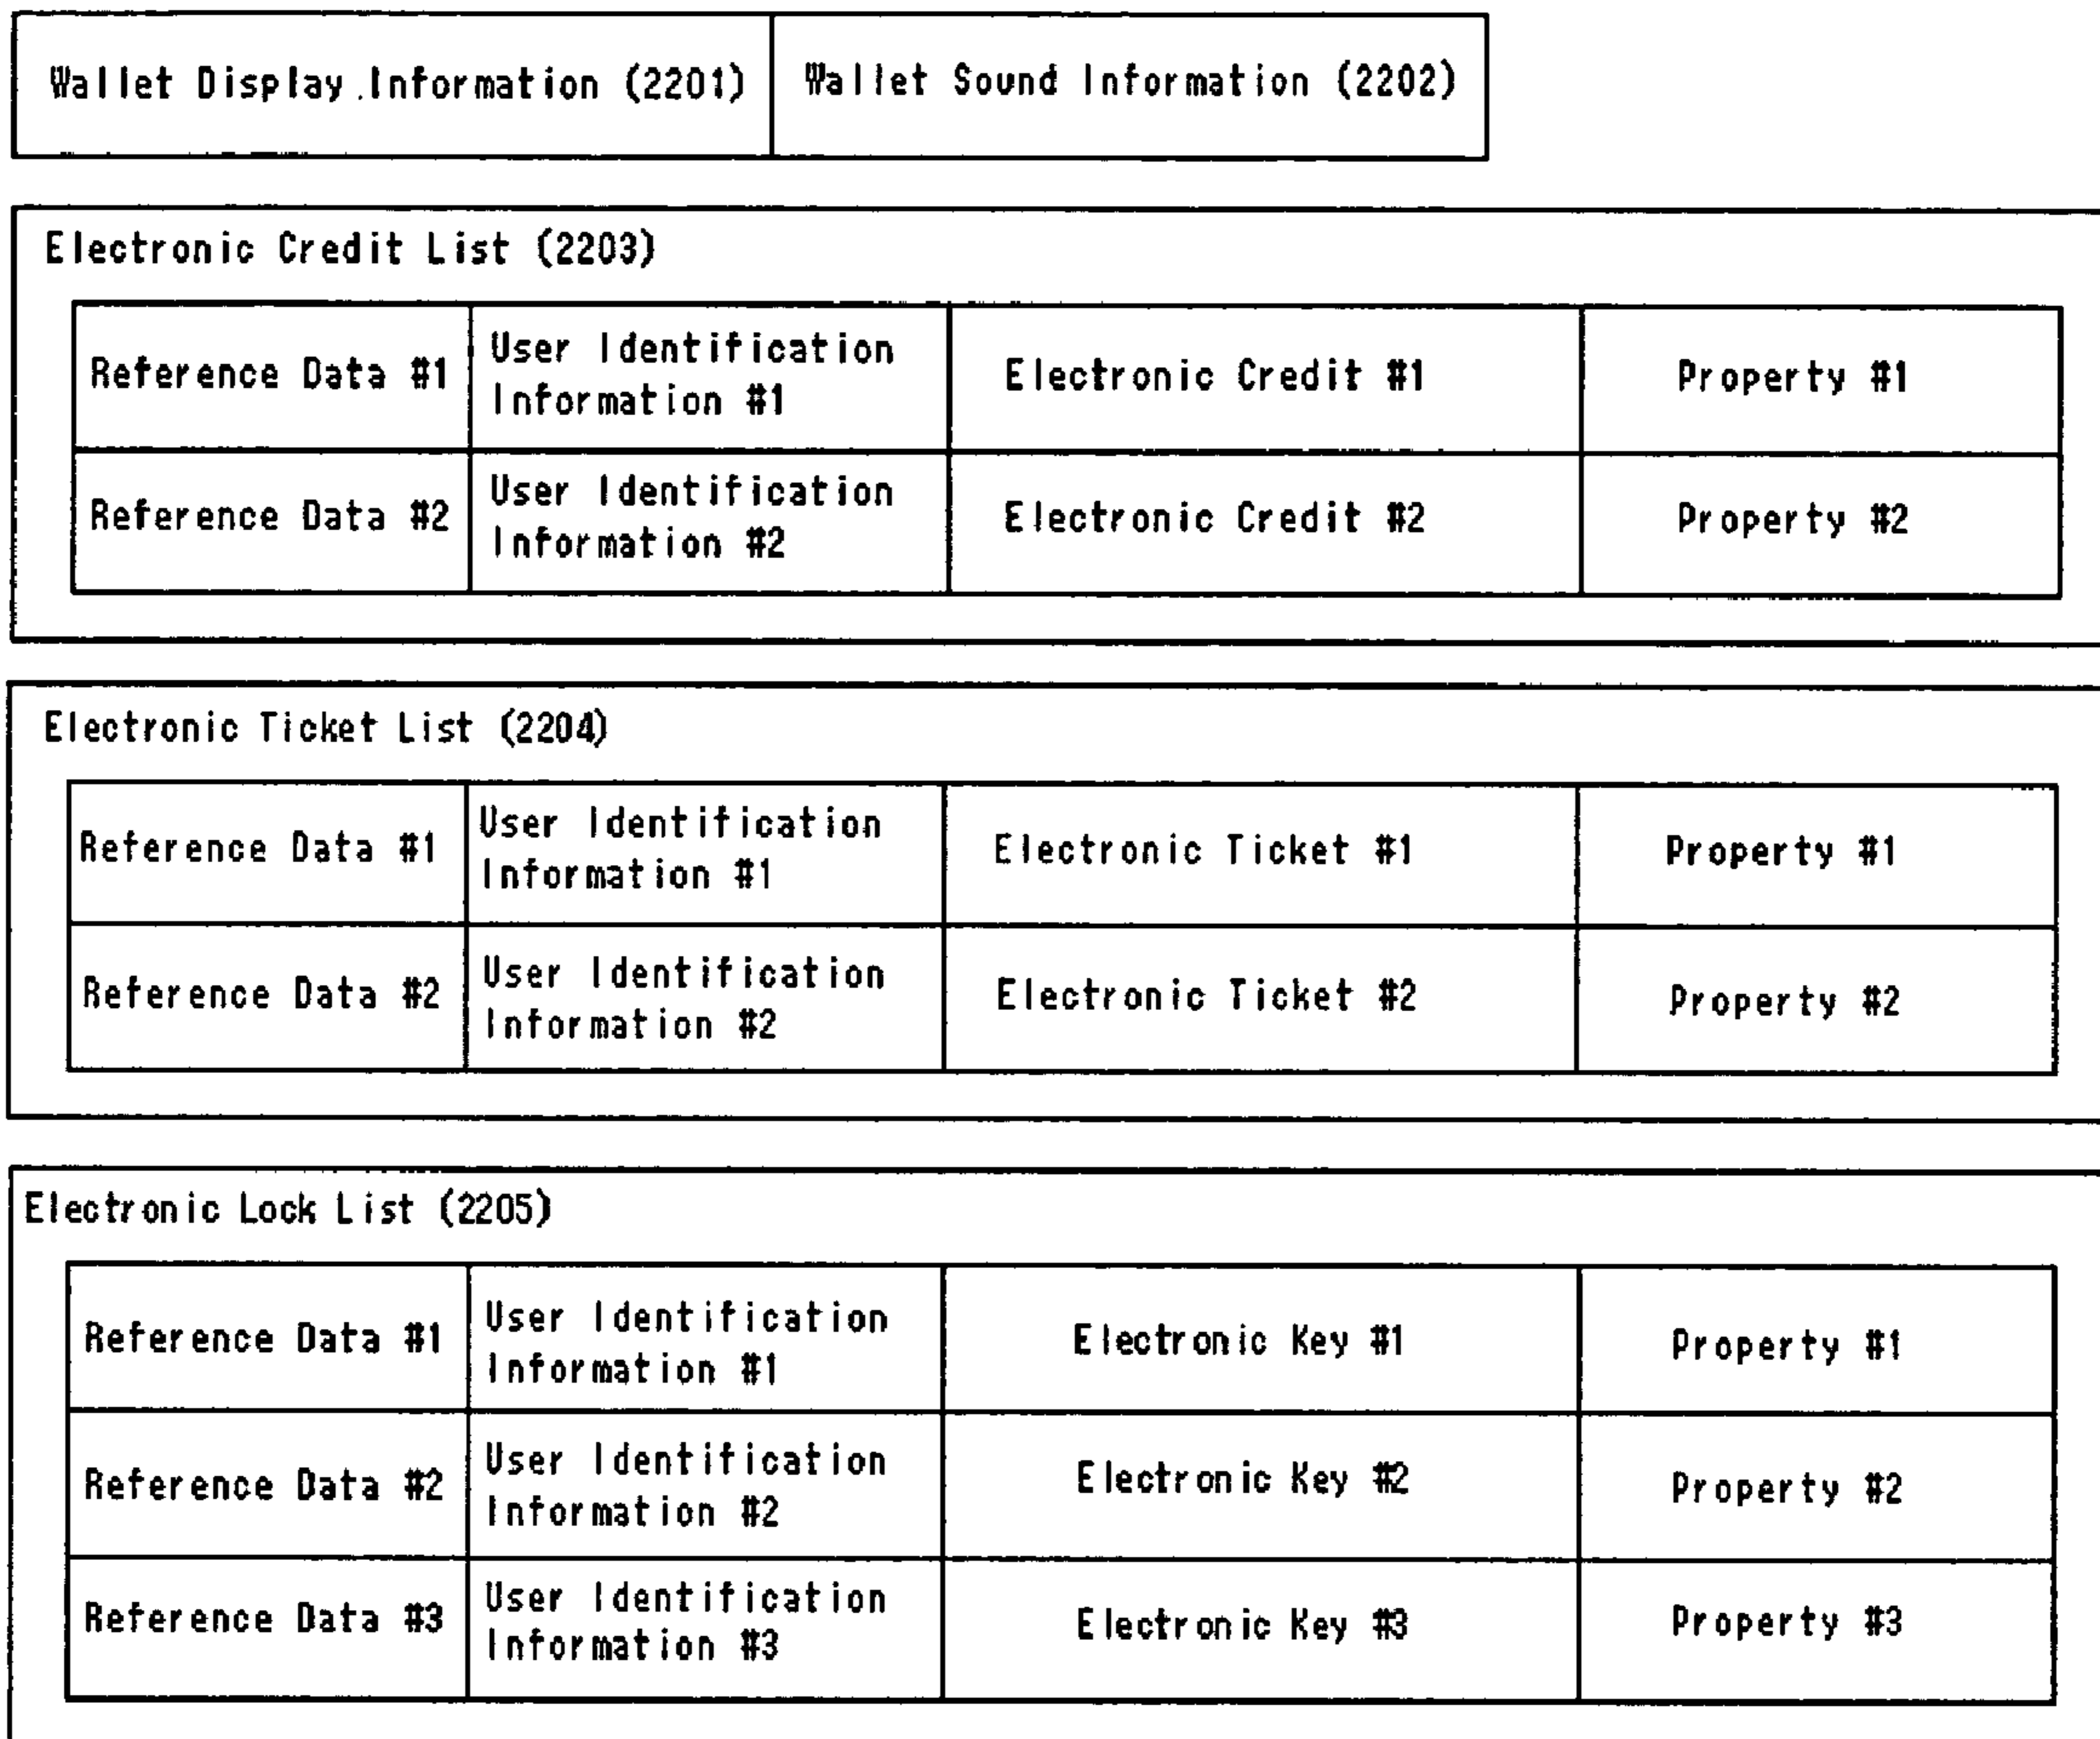 Wallet Display Information (2201)
Wallet Sound Information (2202)
Electronic Credit List (2203)
Reference Data #1
User Identification
Information #1
Electronic Credit #1
Property #1
Reference Data #2
User Identification
Information #2
Electronic Credit #2
Property #2
Electronic Ticket List (2204)
Reference Data #1
User Identification
Information #1
Electronic Ticket #1
Property #1
Reference Data #2
User Identification
Information #2
Electronic Ticket #2
Property #2
Electronic Lock List (2205)
Reference Data #1
User Identification
Information #1
Electronic Key #1
Property #1
Reference Data #2
User Identification
Information #2
Electronic Key #2
Property #2
Reference Data #3
User Identification
Information #3
Electronic Key #3
Property #3